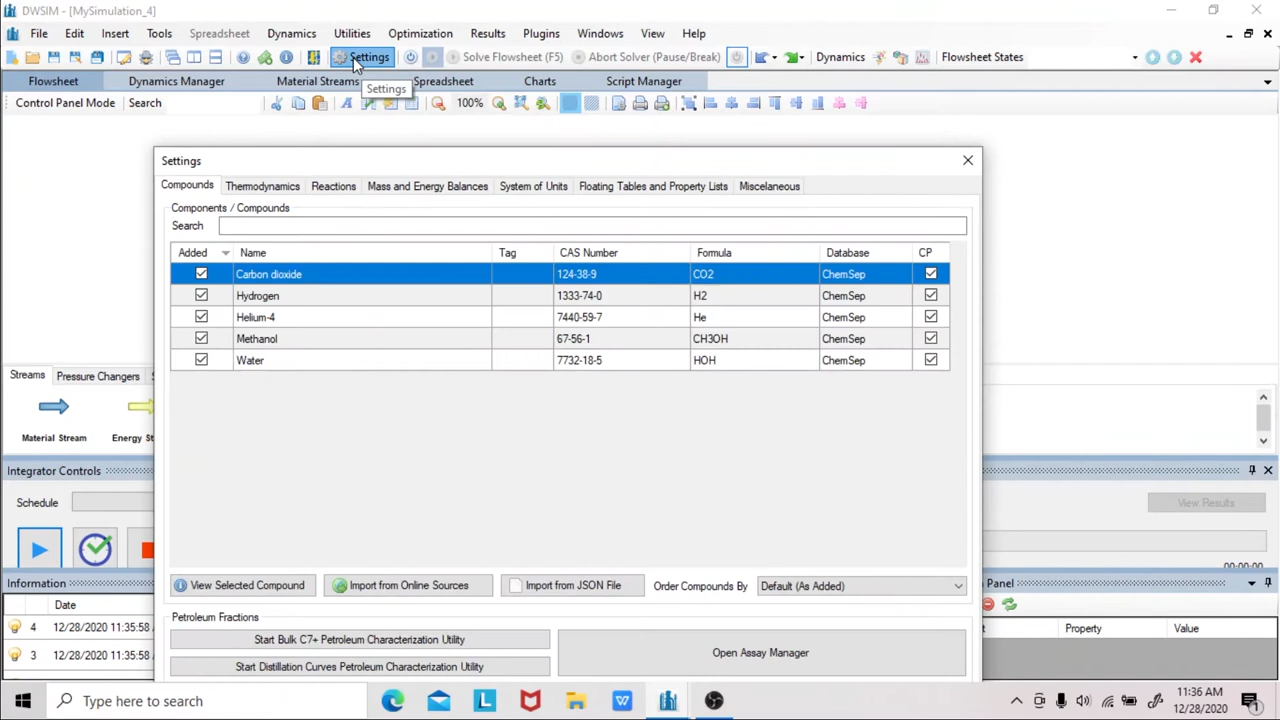 DWSIM - [MySimulation_4]
File Edit Insert Tools Spreadsheet Dynamics Utilities Optimization Results Plugins Windows View Help
Settings Solve Flowsheet (F5) Abort Solver (Pause/Break) Dynamics Flowsheet States
Flowsheet Dynamics Manager Material Streams Spreadsheet Charts Script Manager
Settings
Control Panel Mode Search 100%
Settings
Compounds Thermodynamics Reactions Mass and Energy Balances System of Units Floating Tables and Property Lists Miscelaneous
Components / Compounds
Search
Added Name Tag CAS Number Formula Database CP
Carbon dioxide 124-38-9 CO2 ChemSep
Hydrogen 1333-74-0 H2 ChemSep
Helium-4 7440-59-7 He ChemSep
Methanol 67-56-1 CH3OH ChemSep
Water 7732-18-5 HOH ChemSep
Streams Pressure Changers
Material Stream Energy St
Integrator Controls
Schedule View Results
00:00:00
View Selected Compound Import from Online Sources Import from JSON File Order Compounds By Default (As Added)
Information Panel
Date
Petroleum Fractions
4 12/28/2020 11:35:58 Property Value
Start Bulk C7+ Petroleum Characterization Utility
Open Assay Manager
3 12/28/2020 11:35:58
Start Distillation Curves Petroleum Characterization Utility
Type here to search
11:36 AM
12/28/2020
1